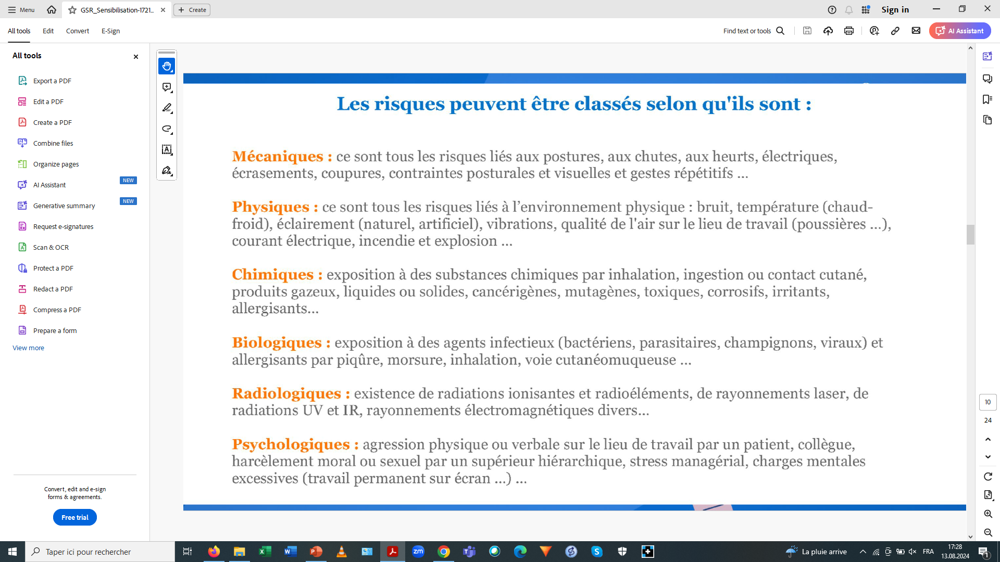 Menu
GSR_Sensibilisation-1721...
Create
Sign in
All tools
Edit
Convert
E-Sign
Find text or tools
AI Assistant
All tools
Export a PDF
Edit a PDF
Create a PDF
Combine files
Organize pages
AI Assistant
NEW
Generative summary
NEW
Request e-signatures
Scan & OCR
Protect a PDF
Redact a PDF
Compress a PDF
Prepare a form
View more
Convert, edit and e-sign
forms & agreements.
Free trial
Les risques peuvent être classés selon qu'ils sont :
Mécaniques : ce sont tous les risques liés aux postures, aux chutes, aux heurts, électriques,
écrasements, coupures, contraintes posturales et visuelles et gestes répétitifs ...
Physiques : ce sont tous les risques liés à l’environnement physique : bruit, température (chaud-
froid), éclairement (naturel, artificiel), vibrations, qualité de l'air sur le lieu de travail (poussières ...),
courant électrique, incendie et explosion ...
Chimiques : exposition à des substances chimiques par inhalation, ingestion ou contact cutané,
produits gazeux, liquides ou solides, cancérigènes, mutagènes, toxiques, corrosifs, irritants,
allergisants...
Biologiques : exposition à des agents infectieux (bactériens, parasitaires, champignons, viraux) et
allergisants par piqûre, morsure, inhalation, voie cutanéomuqueuse ...
Radiologiques : existence de radiations ionisantes et radioéléments, de rayonnements laser, de
radiations UV et IR, rayonnements électromagnétiques divers...
Psychologiques : agression physique ou verbale sur le lieu de travail par un patient, collègue,
harcèlement moral ou sexuel par un supérieur hiérarchique, stress managérial, charges mentales
excessives (travail permanent sur écran ...) ...
10
24
Taper ici pour rechercher
zm
La pluie arrive
FRA
17:28
13.08.2024
1